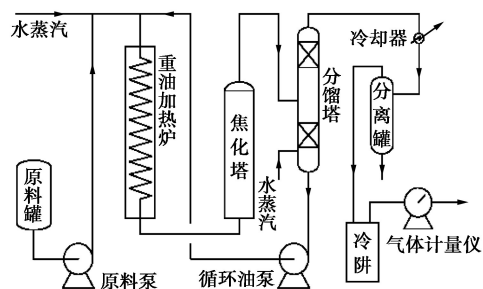 水蒸汽
冷却器
重油加热炉
分馏塔
分离罐
焦化塔
水蒸汽
原料罐
冷阱
气体计量仪
原料泵
循环油泵